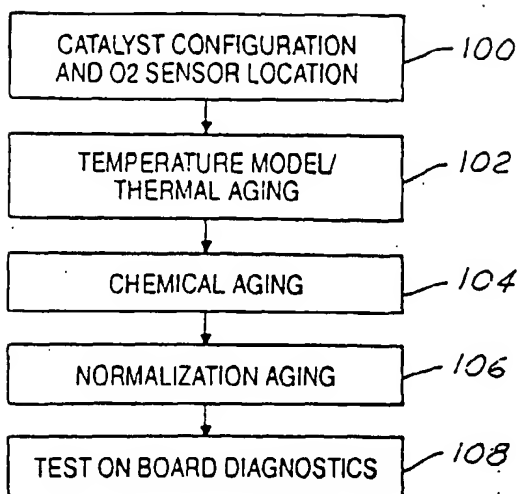 CATALYST CONFIGURATION
AND O2 SENSOR LOCATION
100
TEMPERATURE MODEL/
THERMAL AGING
102
CHEMICAL AGING
104
NORMALIZATION AGING
106
TEST ON BOARD DIAGNOSTICS
108